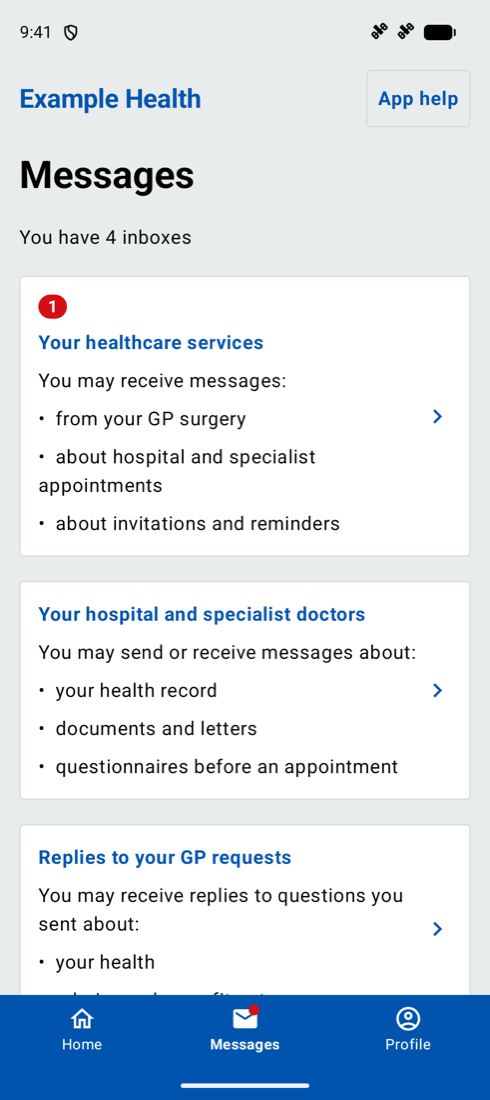 9:41
Example Health
App help
Messages
You have 4 inboxes
1
Your healthcare services
You may receive messages:
• from your GP surgery
• about hospital and specialist
appointments
• about invitations and reminders
Your hospital and specialist doctors
You may send or receive messages about:
• your health record
• documents and letters
• questionnaires before an appointment
Replies to your GP requests
You may receive replies to questions you
sent about:
• your health
Home
Messages
Profile